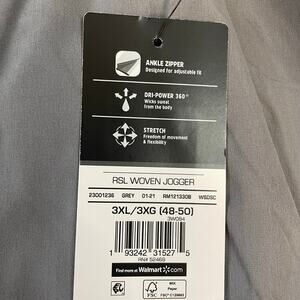 ANKLE ZIPPER
Designed for adjustable fit
DRI-POWER 360°
Wicks sweat
from the body
STRETCH
Freedom of movement
& flexibility
RSL WOVEN JOGGER
23001236 GREY 01-21 RM121330B WSDSC
3XL/3XG (48-50)
3W084
1 93242 31527 5
RN# 52469
Find more at Walmart.com
FSC
MIX
Paper